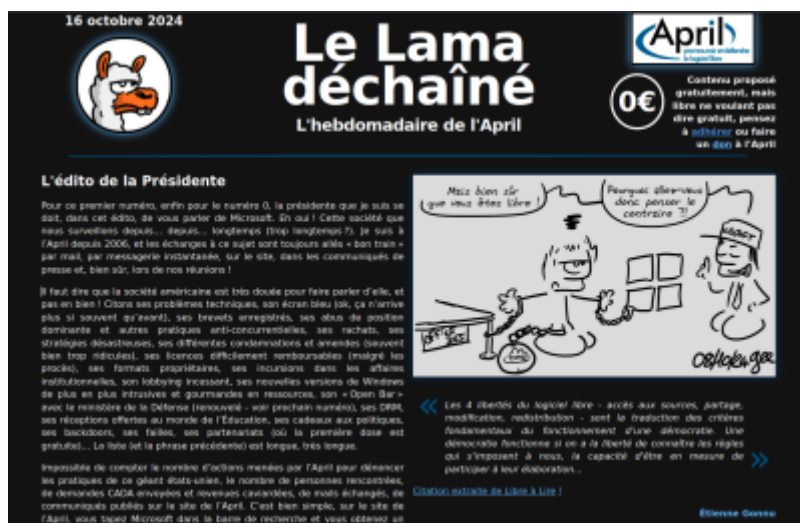 16 octobre 2024
Le Lama
déchaîné
L'hebdomadaire de l'April
April
promouvoir et défendre
le logiciel libre
0€
Contenu proposé
gratuitement, mais
libre ne voulant pas
dire gratuit, pensez
à adhérer ou faire
un don à l'April
L'édito de la Présidente
Pour ce premier numéro, enfin pour le numéro 0, la présidente que je suis se
doit, dans cet édito, de vous parler de Microsoft. Eh oui ! Cette société que
nous surveillons depuis... depuis... longtemps (trop longtemps ?). Je suis à
l'April depuis 2006, et les échanges à ce sujet sont toujours allés « bon train »
par mail, par messagerie instantanée, sur le site, dans les communiqués de
presse et, bien sûr, lors de nos réunions !
Il faut dire que la société américaine est très douée pour faire parler d'elle, et
pas en bien ! Citons ses problèmes techniques, son écran bleu (ok, ça n'arrive
plus si souvent qu'avant), ses brevets enregistrés, ses abus de position
dominante et autres pratiques anti-concurrentielles, ses rachats, ses
stratégies désastreuses, ses différentes condamnations et amendes (souvent
bien trop ridicules), ses licences difficilement remboursables (malgré les
procès), ses formats propriétaires, ses incursions dans les affaires
institutionnelles, son lobbying incessant, ses nouvelles versions de Windows
de plus en plus intrusives et gourmandes en ressources, son « Open Bar »
avec le ministère de la Défense (renouvelé - voir prochain numéro), ses DRM,
ses réceptions offertes au monde de l'Education, ses cadeaux aux politiques,
ses backdoors, ses failles, ses partenariats (où la première dose est
gratuite)... La liste (et la phrase précédente) est longue, très longue.
Impossible de compter le nombre d'actions menées par l'April pour dénoncer
les pratiques de ce géant états-unien, le nombre de personnes rencontrées,
de demandes CADA envoyées et revenues caviardées, de mails échangés, de
communiqués publiés sur le site de l'April. C'est bien simple, sur le site de
l'April, vous tapez Microsoft dans la barre de recherche et vous obtenez un
Mais bien sûr
que vous êtes libre !
Pourquoi allez-vous
donc penser le
contraire ?!
« Les 4 libertés du logiciel libre - accès aux sources, partage,
modification, redistribution - sont la traduction des critères
fondamentaux du fonctionnement d'une démocratie. Une
démocratie fonctionne si on a la liberté de connaître les règles
qui s'imposent à nous, la capacité d'être en mesure de
participer à leur élaboration... »
Citation extraite de Libre à Lire !
Étienne Gonnu